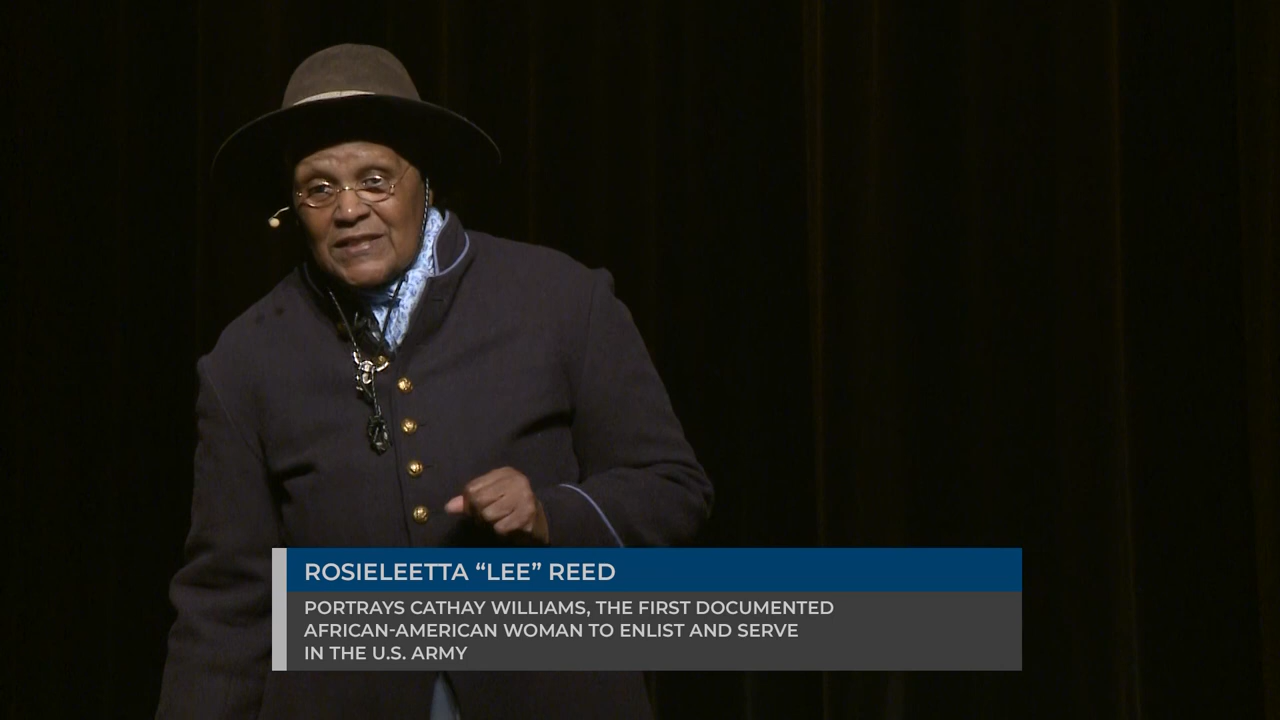 ROSIELEETTA “LEE” REED
PORTRAYS CATHAY WILLIAMS, THE FIRST DOCUMENTED
AFRICAN-AMERICAN WOMAN TO ENLIST AND SERVE
IN THE U.S. ARMY